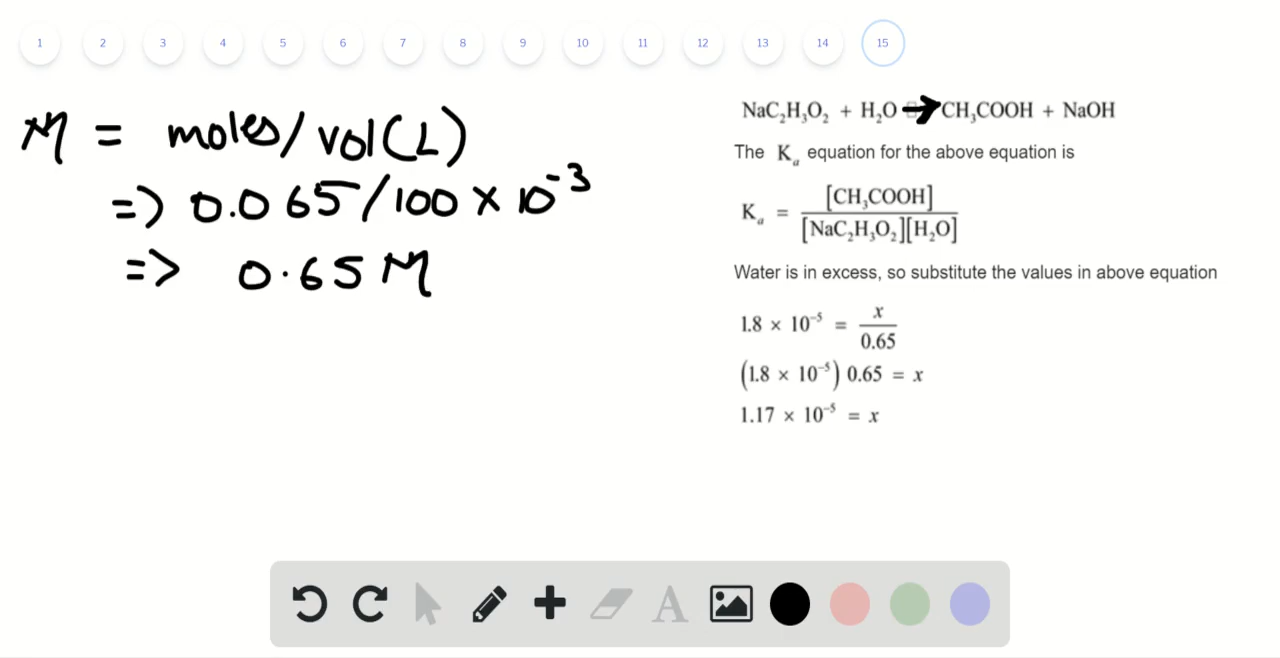 1 2 3 4 5 6 7 8 9 10 11 12 13 14 15
M = moles/vol(L)
=> 0.065/100 × 10⁻³
=> 0.65 M
NaC₂H₃O₂ + H₂O → CH₃COOH + NaOH
The Kₐ equation for the above equation is
Kₐ = [CH₃COOH] / [NaC₂H₃O₂][H₂O]
Water is in excess, so substitute the values in above equation
1.8 × 10⁻⁵ = x / 0.65
(1.8 × 10⁻⁵) 0.65 = x
1.17 × 10⁻⁵ = x
A